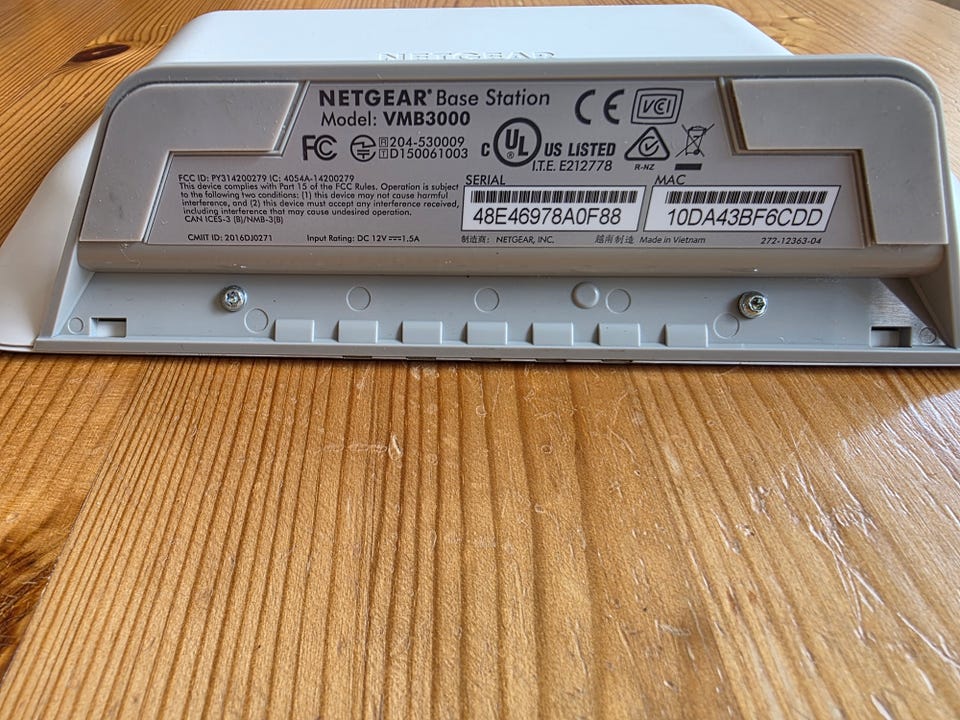 NETGEAR
NETGEAR® Base Station
Model: VMB3000
CE
VCI
FC
R 204-530009
T D150061003
c UL US LISTED
I.T.E. E212778
R-NZ
FCC ID: PY314200279 IC: 4054A-14200279
This device complies with Part 15 of the FCC Rules. Operation is subject
to the following two conditions: (1) this device may not cause harmful
interference, and (2) this device must accept any interference received,
including interference that may cause undesired operation.
CAN ICES-3 (B)/NMB-3(B)
SERIAL
48E46978A0F88
MAC
10DA43BF6CDD
CMIIT ID: 2016DJ0271
Input Rating: DC 12V⎓1.5A
制造商: NETGEAR, INC.
越南制造 Made in Vietnam
272-12363-04